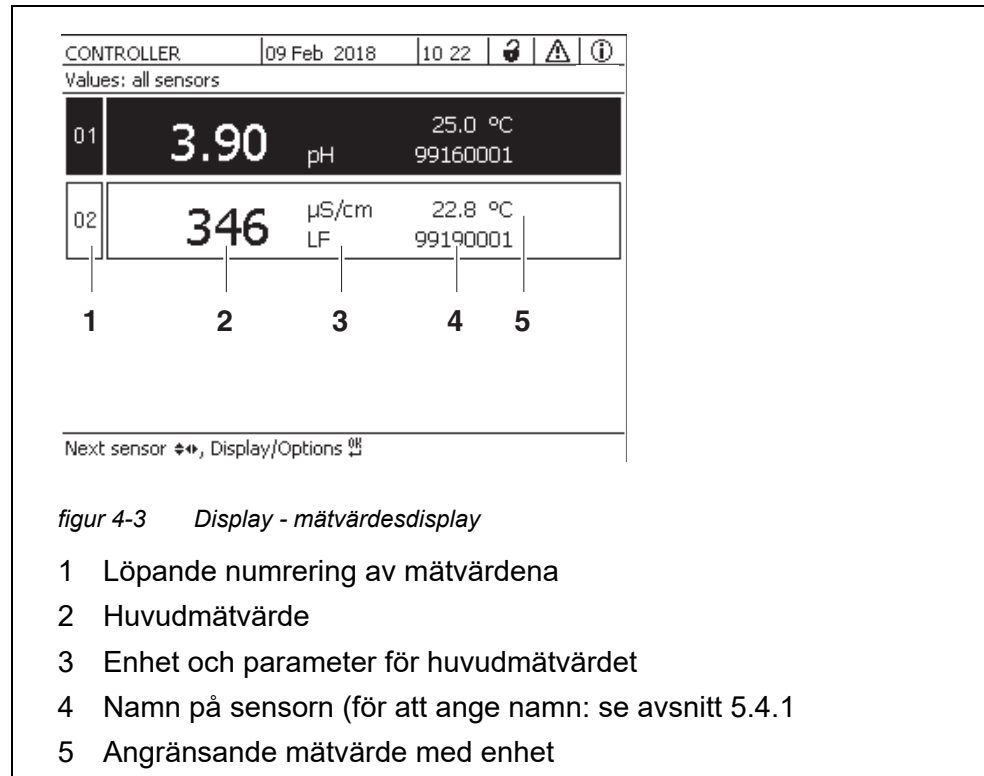 CONTROLLER 09 Feb 2018 10 22
Values: all sensors
01 3.90 pH 25.0 °C
99160001
02 346 µS/cm 22.8 °C
LF 99190001
1 2 3 4 5
Next sensor, Display/Options OK
figur 4-3 Display - mätvärdesdisplay
1 Löpande numrering av mätvärdena
2 Huvudmätvärde
3 Enhet och parameter för huvudmätvärdet
4 Namn på sensorn (för att ange namn: se avsnitt 5.4.1
5 Angränsande mätvärde med enhet